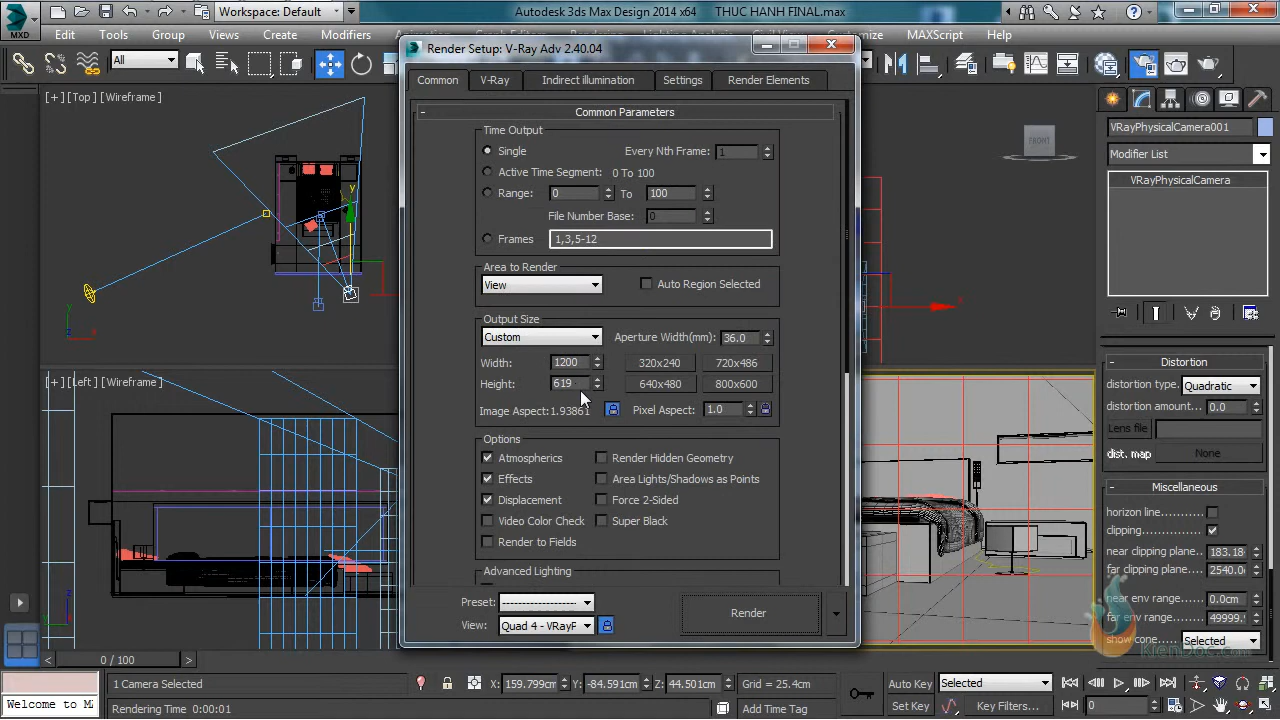 MXD
Workspace: Default
Autodesk 3ds Max Design 2014 x64 THUC HANH FINAL.max
Edit Tools Group Views Create Modifiers MAXScript Help
All
Render Setup: V-Ray Adv 2.40.04
Common V-Ray Indirect illumination Settings Render Elements
[+] [Top] [Wireframe]
y
x
FRONT
- Common Parameters
Time Output
Single Every Nth Frame: 1
Active Time Segment: 0 To 100
Range: 0 To 100
File Number Base: 0
Frames 1,3,5-12
Area to Render
View Auto Region Selected
Output Size
Custom Aperture Width(mm): 36.0
Width: 1200 320x240 720x486
Height: 619 640x480 800x600
Image Aspect: 1.93861 Pixel Aspect: 1.0
Options
Atmospherics Render Hidden Geometry
Effects Area Lights/Shadows as Points
Displacement Force 2-Sided
Video Color Check Super Black
Render to Fields
Advanced Lighting
Preset: --------------------
View: Quad 4 - VRayP Render
[+] [Left] [Wireframe]
VRayPhysicalCamera001
Modifier List
VRayPhysicalCamera
- Distortion
distortion type. Quadratic
distortion amount.. 0.0
Lens file
dist. map None
- Miscellaneous
horizon line
clipping
near clipping plane.. 183.18
far clipping plane.. 2540.0
near env range. 0.0cm
far env range. 49999.
show cone. Selected
KienDoc.com
< 0 / 100 >
1 Camera Selected X: 159.799cm Y: -84.591cm Z: 44.501cm Grid = 25.4cm Auto Key Selected
Welcome to M Rendering Time 0:00:01 Add Time Tag Set Key Key Filters... 0